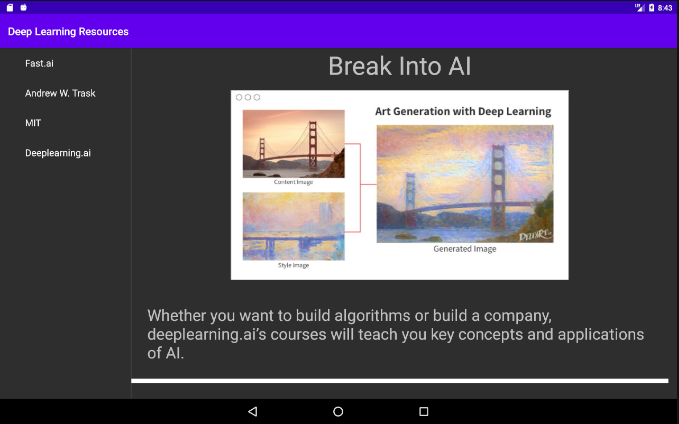 8:43
Deep Learning Resources
Fast.ai
Andrew W. Trask
MIT
Deeplearning.ai
Break Into AI
Art Generation with Deep Learning
Content Image
Style Image
Generated Image
Whether you want to build algorithms or build a company,
deeplearning.ai's courses will teach you key concepts and applications
of AI.